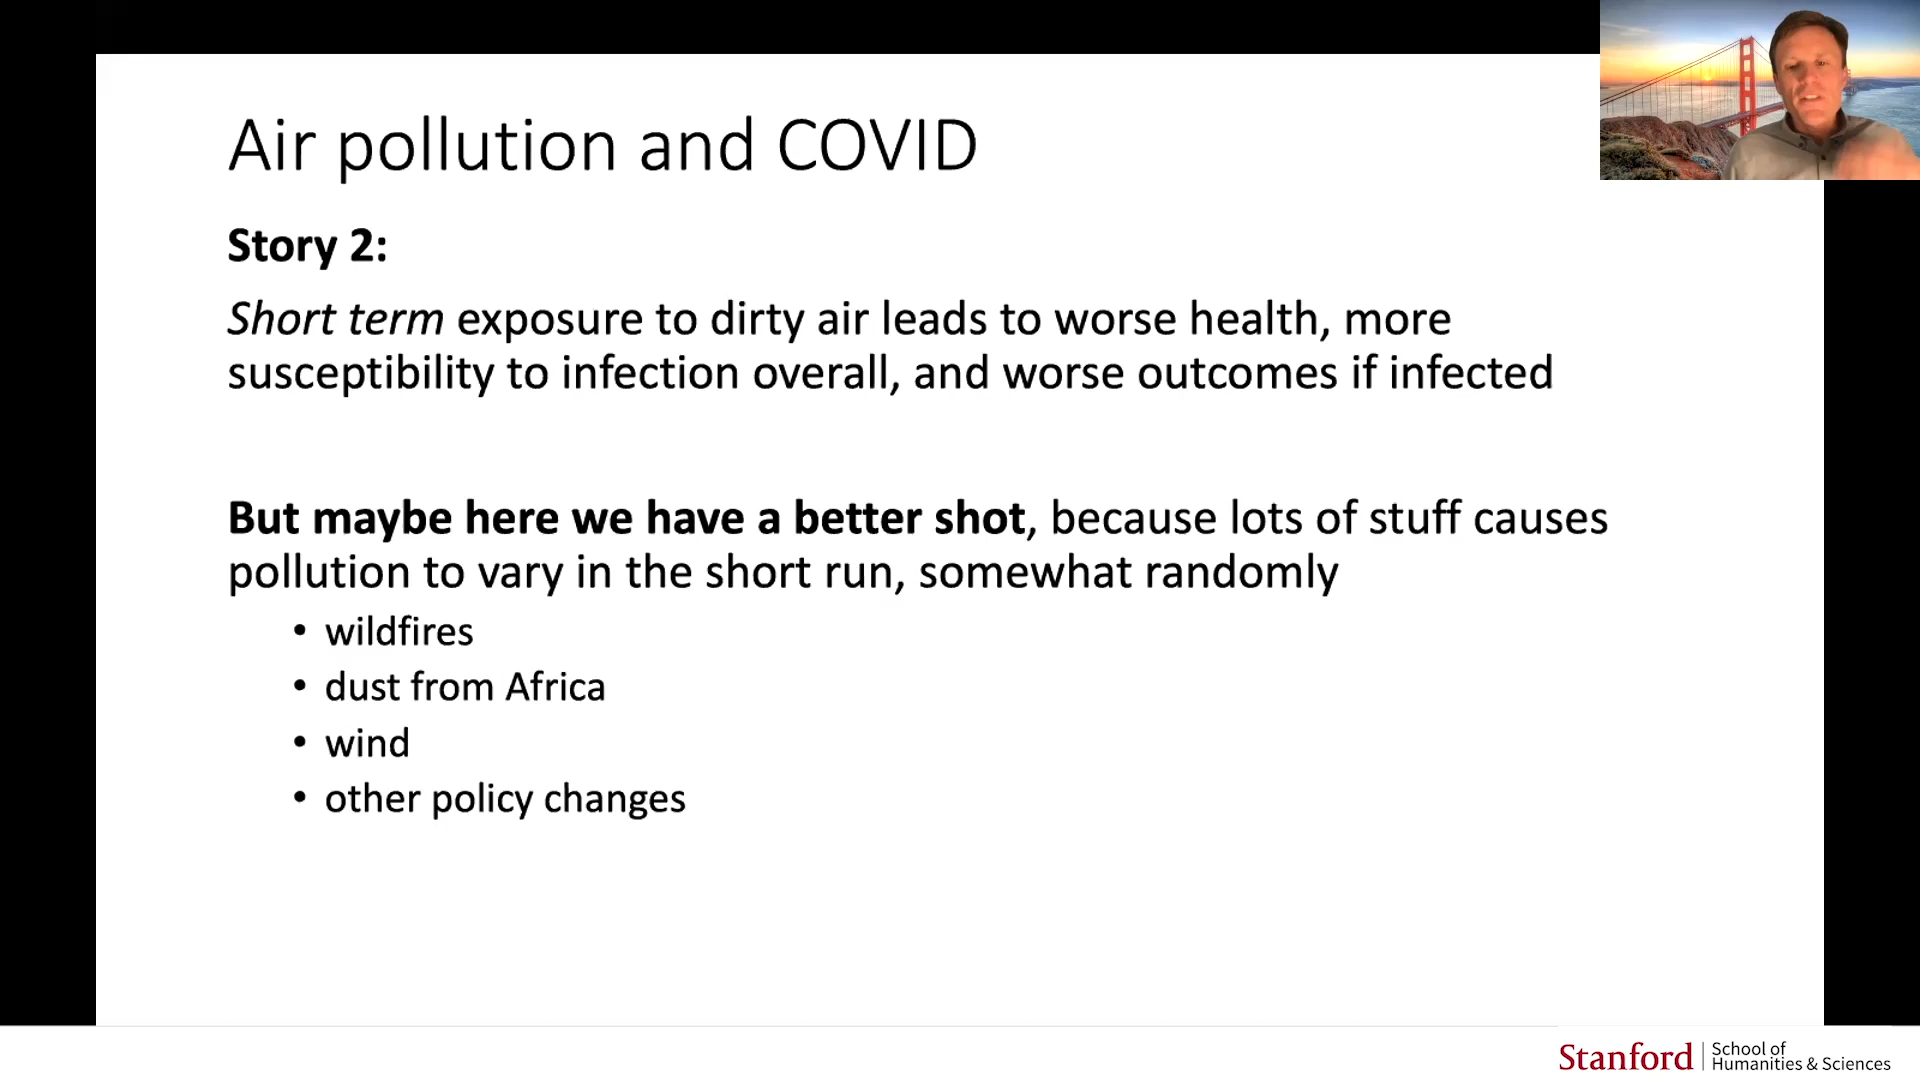 Air pollution and COVID
Story 2:
Short term exposure to dirty air leads to worse health, more
susceptibility to infection overall, and worse outcomes if infected
But maybe here we have a better shot, because lots of stuff causes
pollution to vary in the short run, somewhat randomly
• wildfires
• dust from Africa
• wind
• other policy changes
Stanford
School of
Humanities & Sciences